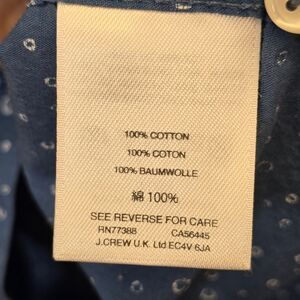 100% COTTON
100% COTON
100% BAUMWOLLE
綿 100%
SEE REVERSE FOR CARE
RN77388 CA56445
J.CREW U.K. Ltd EC4V 6JA